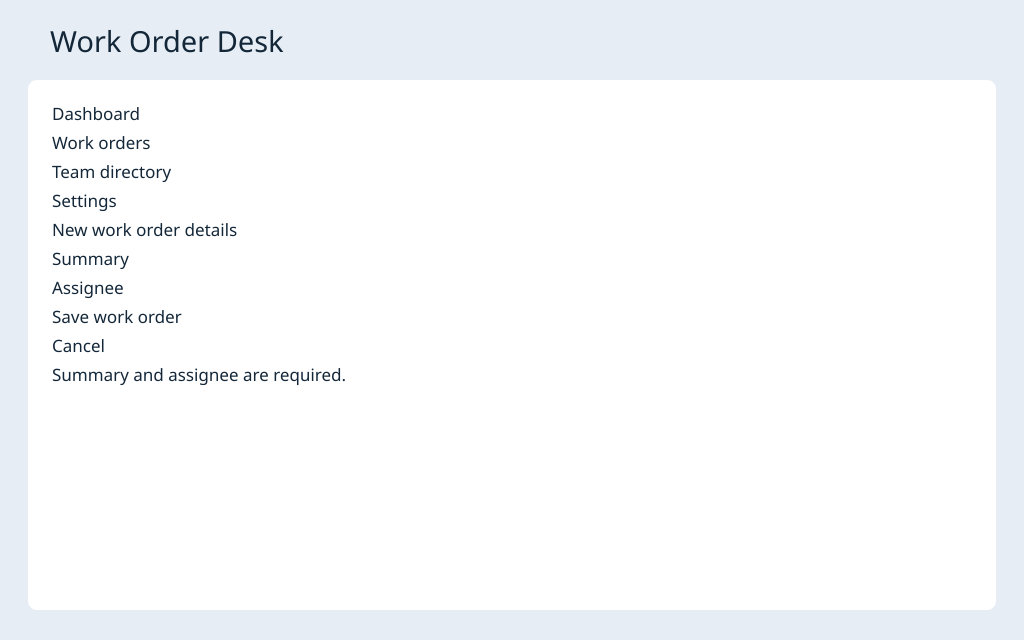 Work Order Desk
Dashboard
Work orders
Team directory
Settings
New work order details
Summary
Assignee
Save work order
Cancel
Summary and assignee are required.